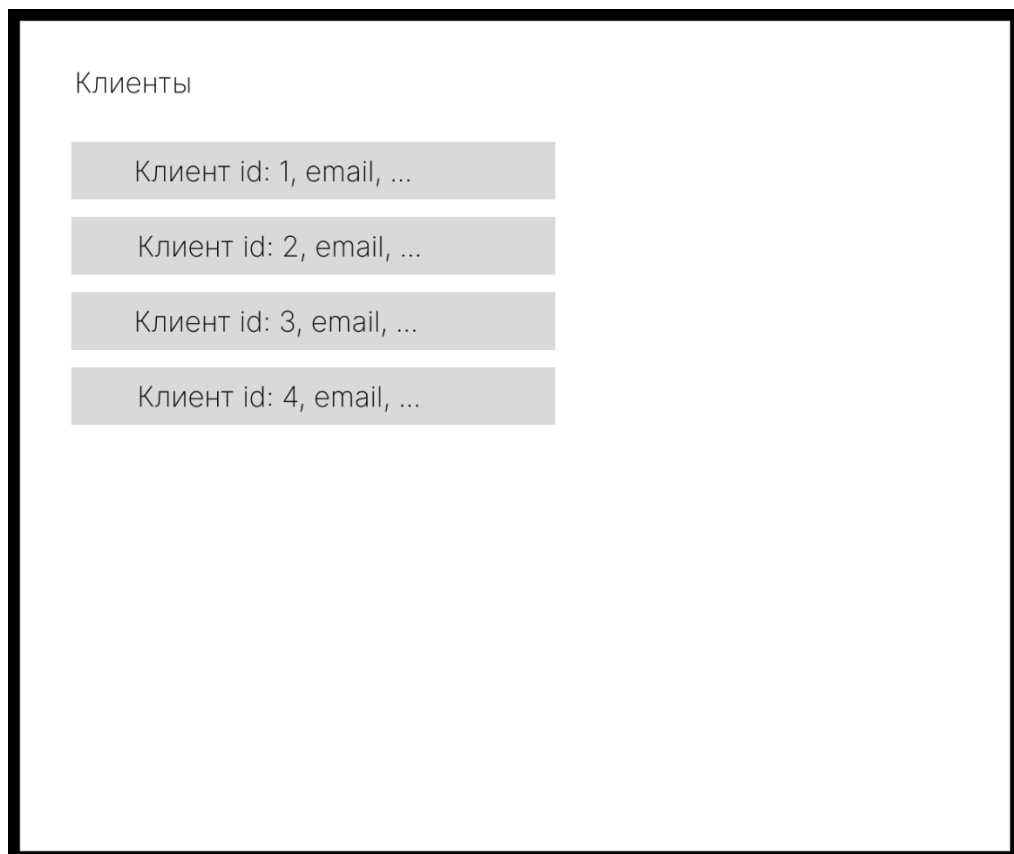 Клиенты
Клиент id: 1, email, ...
Клиент id: 2, email, ...
Клиент id: 3, email, ...
Клиент id: 4, email, ...